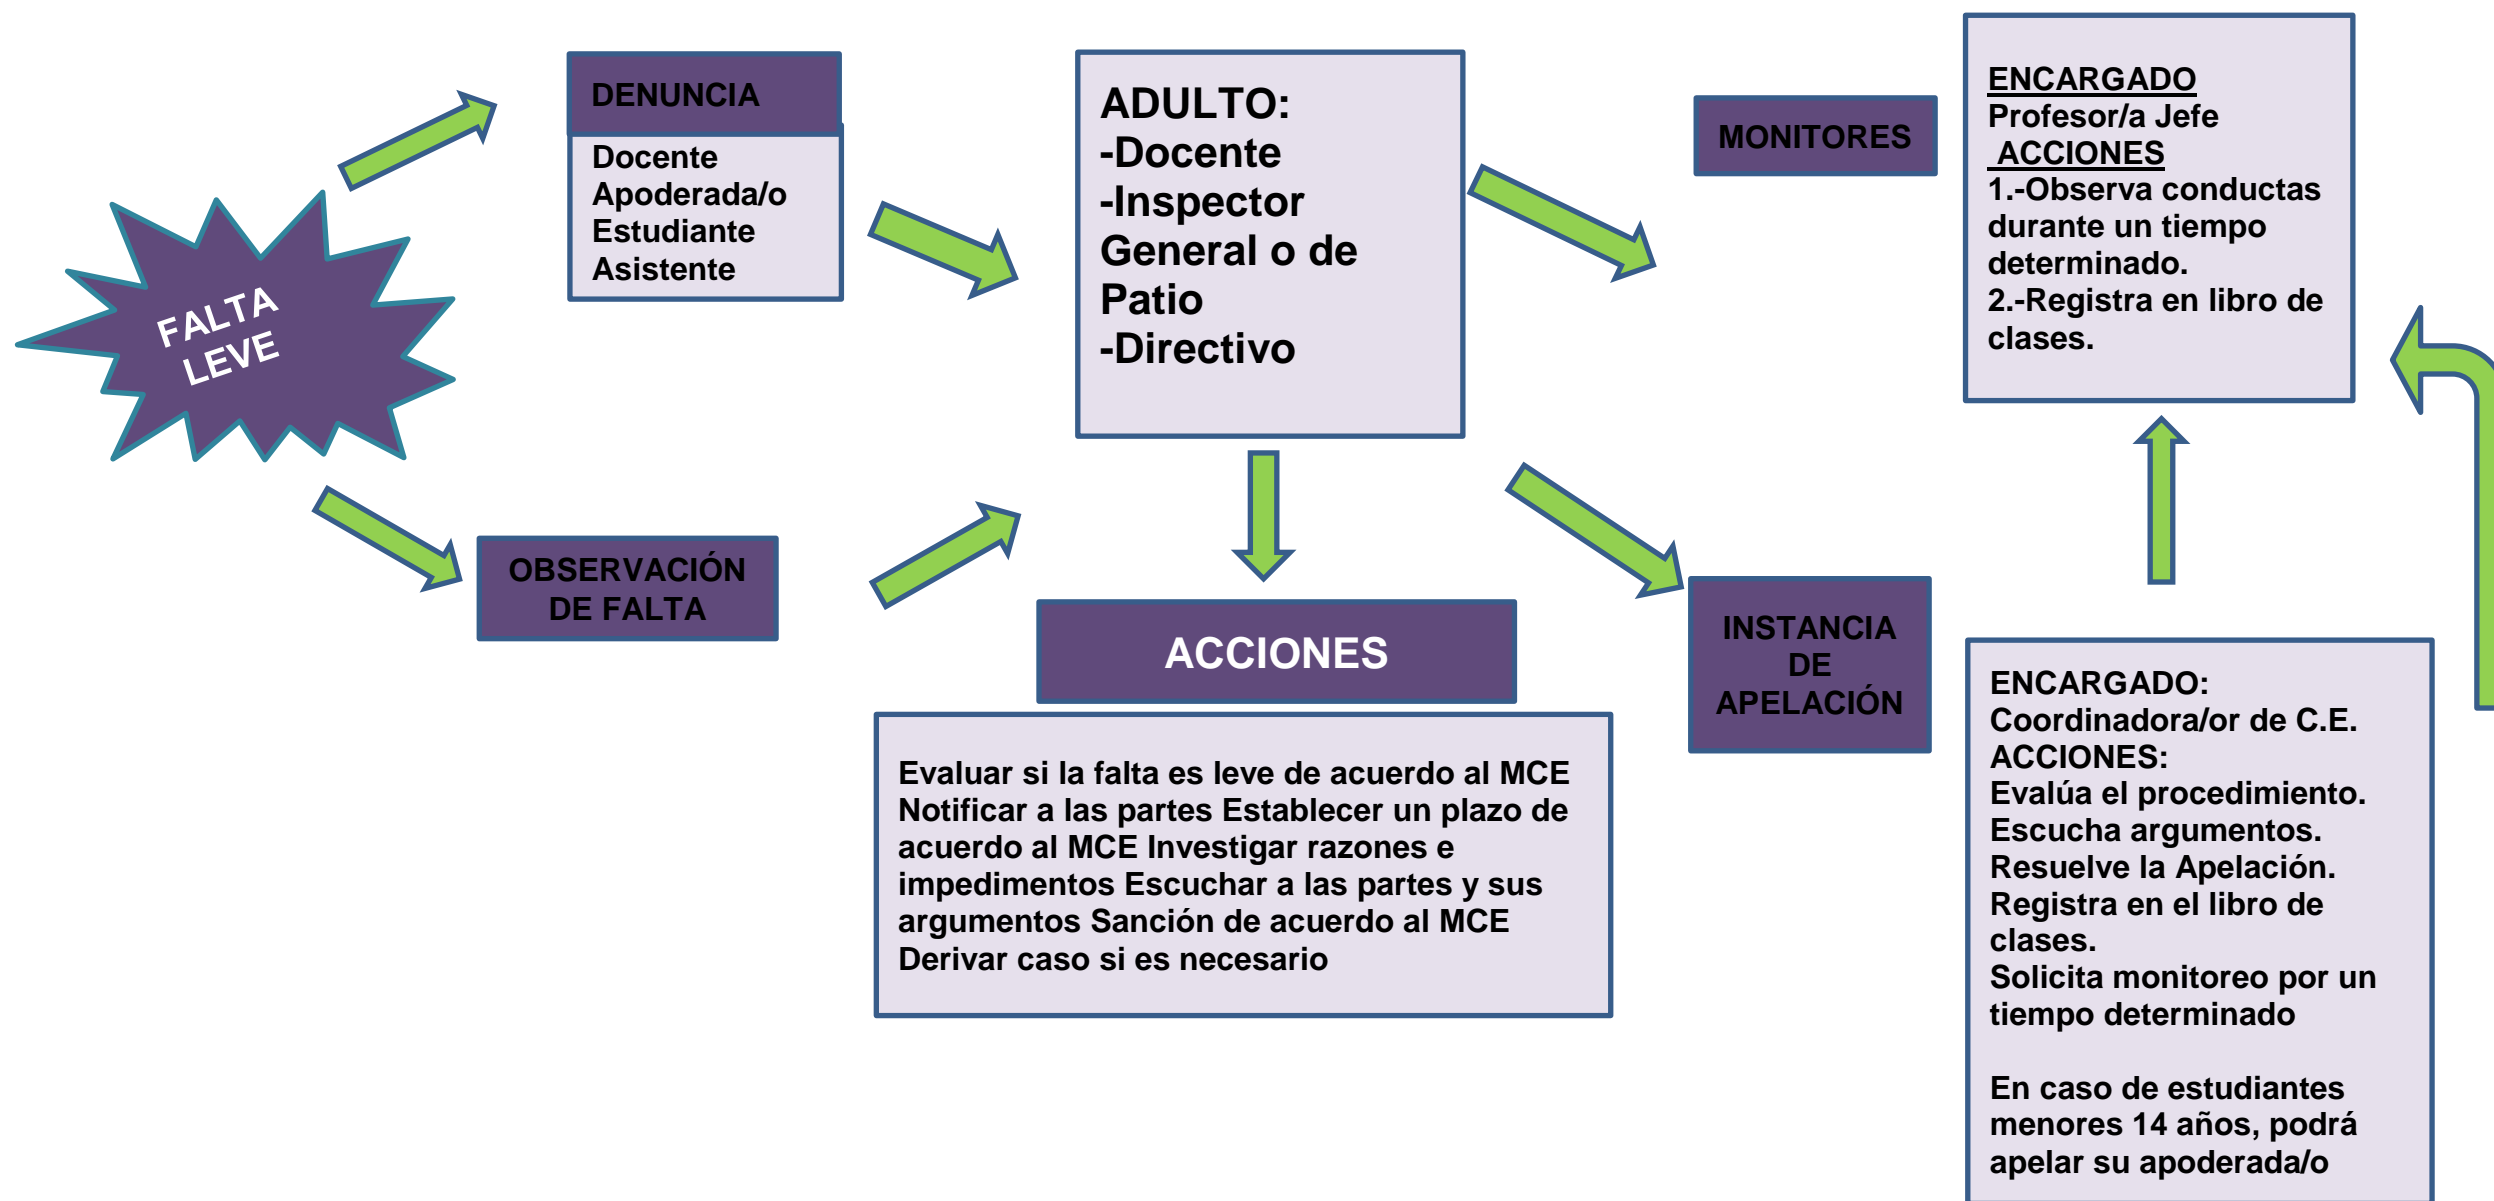 FALTA
LEVE
DENUNCIA
Docente
Apoderada/o
Estudiante
Asistente
OBSERVACIÓN
DE FALTA
ADULTO:
-Docente
-Inspector
General o de
Patio
-Directivo
ACCIONES
Evaluar si la falta es leve de acuerdo al MCE
Notificar a las partes Establecer un plazo de
acuerdo al MCE Investigar razones e
impedimentos Escuchar a las partes y sus
argumentos Sanción de acuerdo al MCE
Derivar caso si es necesario
MONITORES
ENCARGADO
Profesor/a Jefe
ACCIONES
1.-Observa conductas
durante un tiempo
determinado.
2.-Registra en libro de
clases.
INSTANCIA
DE
APELACIÓN
ENCARGADO:
Coordinadora/or de C.E.
ACCIONES:
Evalúa el procedimiento.
Escucha argumentos.
Resuelve la Apelación.
Registra en el libro de
clases.
Solicita monitoreo por un
tiempo determinado
En caso de estudiantes
menores 14 años, podrá
apelar su apoderada/o